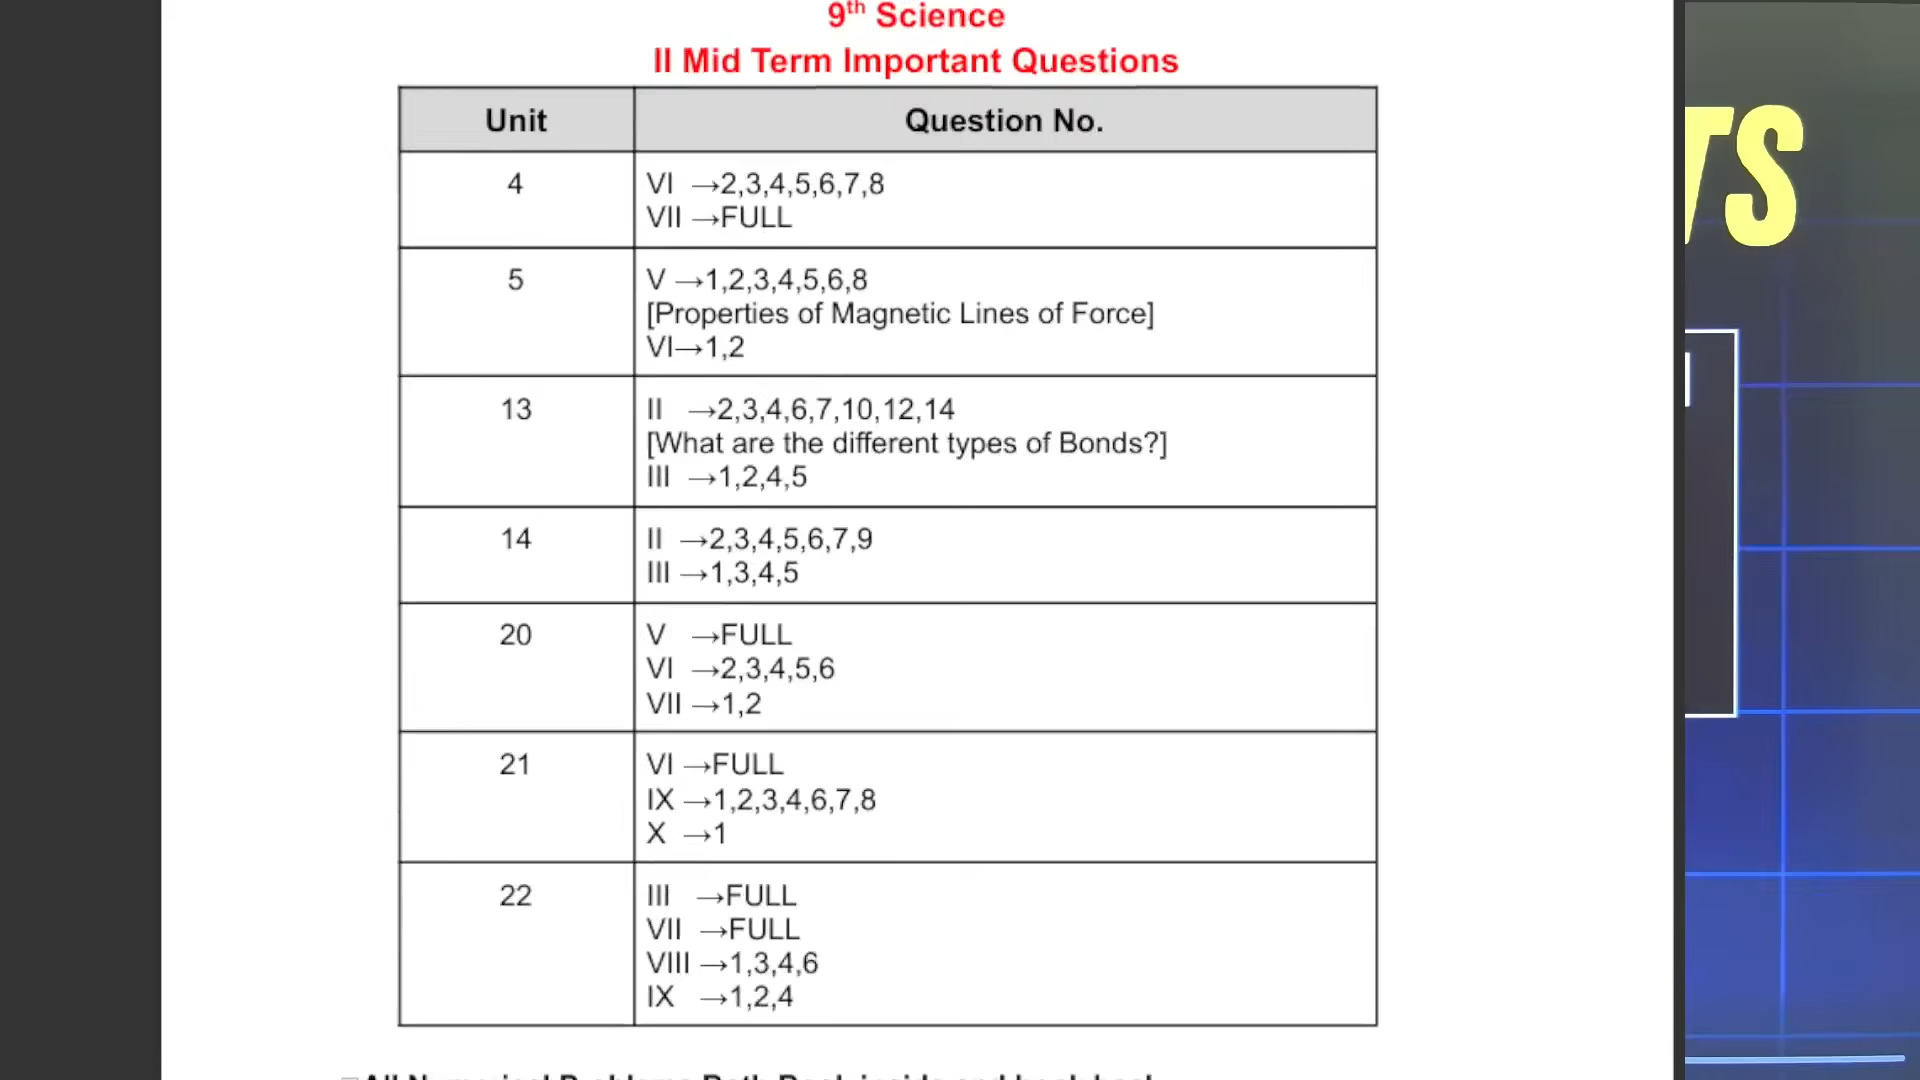 9th Science
II Mid Term Important Questions
Unit Question No.
4
VI →2,3,4,5,6,7,8
VII →FULL
5
V →1,2,3,4,5,6,8
[Properties of Magnetic Lines of Force]
VI→1,2
13
II →2,3,4,6,7,10,12,14
[What are the different types of Bonds?]
III →1,2,4,5
14
II →2,3,4,5,6,7,9
III →1,3,4,5
20
V →FULL
VI →2,3,4,5,6
VII →1,2
21
VI →FULL
IX →1,2,3,4,6,7,8
X →1
22
III →FULL
VII →FULL
VIII →1,3,4,6
IX →1,2,4
TS